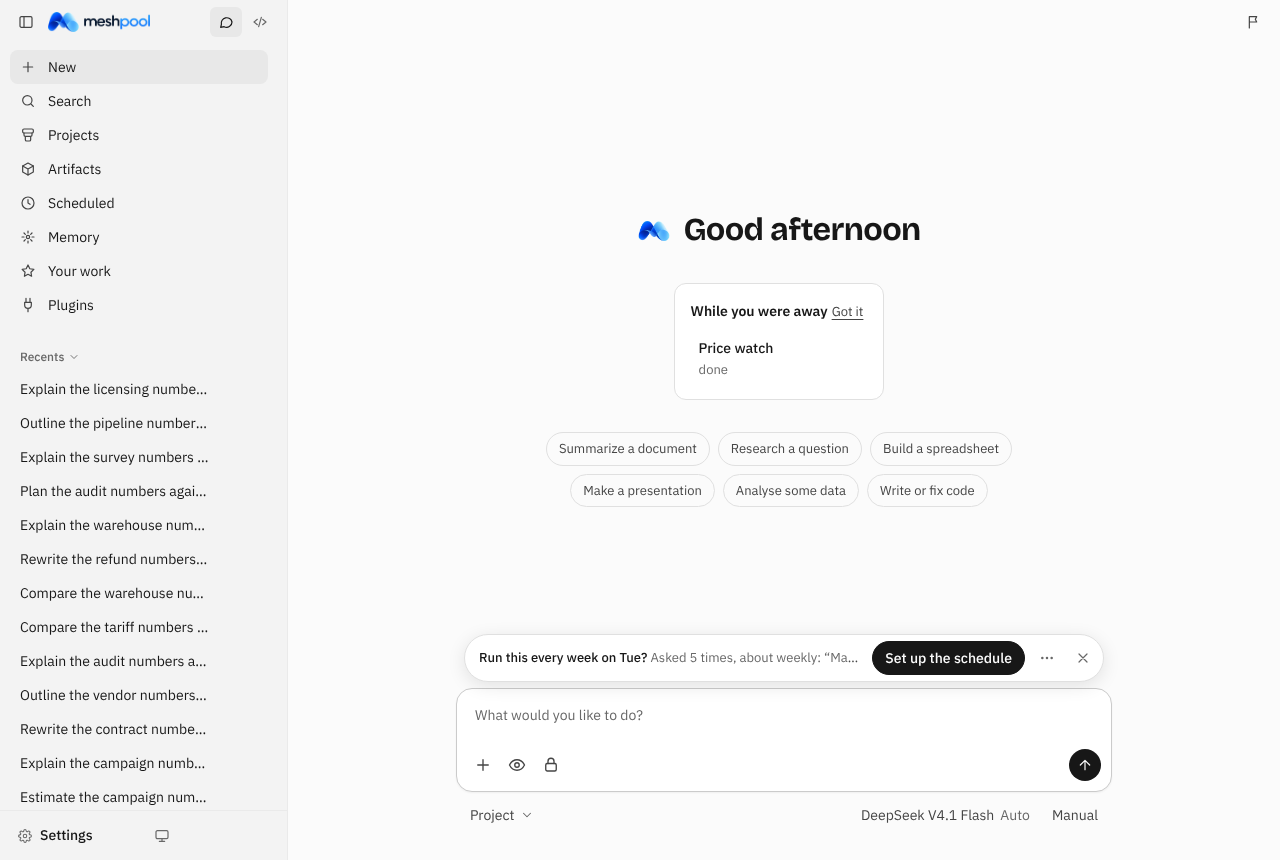 meshpool
New
Search
Projects
Artifacts
Scheduled
Memory
Your work
Plugins
Recents
Explain the licensing numbe...
Outline the pipeline number...
Explain the survey numbers ...
Plan the audit numbers agai...
Explain the warehouse num...
Rewrite the refund numbers...
Compare the warehouse nu...
Compare the tariff numbers ...
Explain the audit numbers a...
Outline the vendor numbers...
Rewrite the contract numbe...
Explain the campaign numb...
Estimate the campaign num...
Settings
Good afternoon
While you were away Got it
Price watch
done
Summarize a document Research a question Build a spreadsheet
Make a presentation Analyse some data Write or fix code
Run this every week on Tue? Asked 5 times, about weekly: “Ma... Set up the schedule
What would you like to do?
Project DeepSeek V4.1 Flash Auto Manual